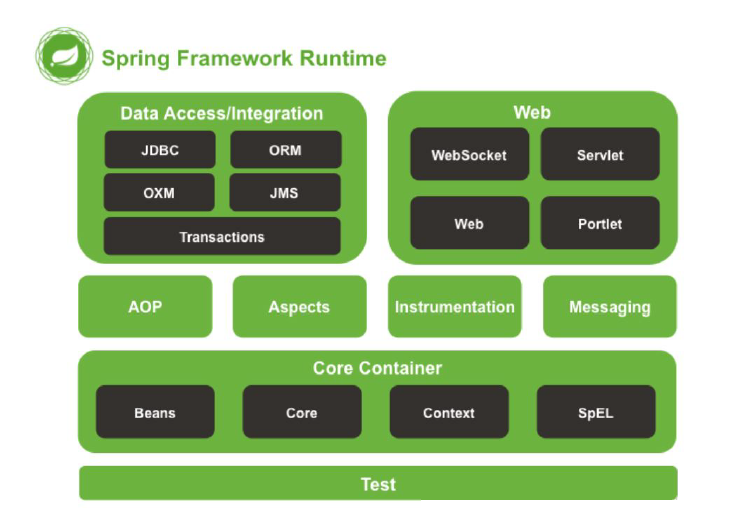 Spring Framework Runtime
Data Access/Integration
JDBC
ORM
OXM
JMS
Transactions
Web
WebSocket
Servlet
Web
Portlet
AOP
Aspects
Instrumentation
Messaging
Core Container
Beans
Core
Context
SpEL
Test